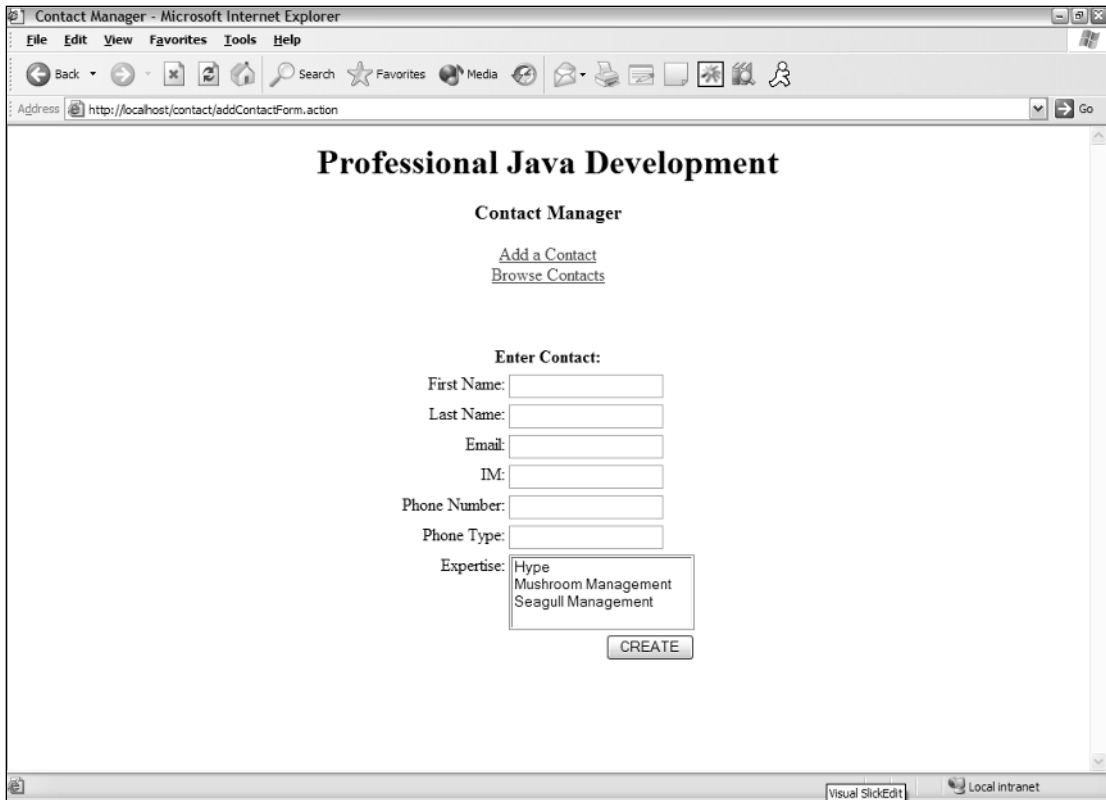 Contact Manager - Microsoft Internet Explorer
File Edit View Favorites Tools Help
Back Search Favorites Media
Address http://localhost/contact/addContactForm.action Go
Professional Java Development
Contact Manager
Add a Contact
Browse Contacts
Enter Contact:
First Name:
Last Name:
Email:
IM:
Phone Number:
Phone Type:
Expertise: Hype
Mushroom Management
Seagull Management
CREATE
Visual SlickEdit Local intranet